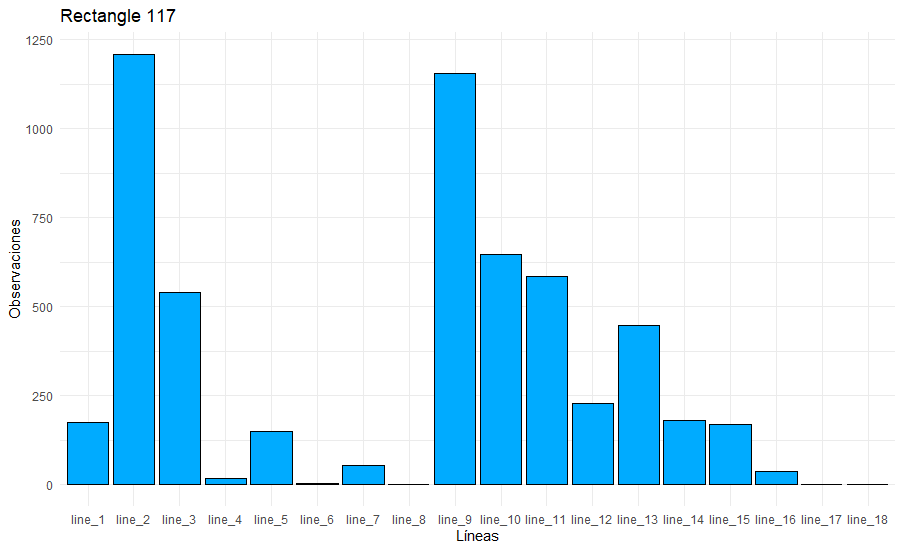 Rectangle 117
Observaciones
1250
1000
750
500
250
0
line_1 line_2 line_3 line_4 line_5 line_6 line_7 line_8 line_9 line_10 line_11 line_12 line_13 line_14 line_15 line_16 line_17 line_18
Líneas